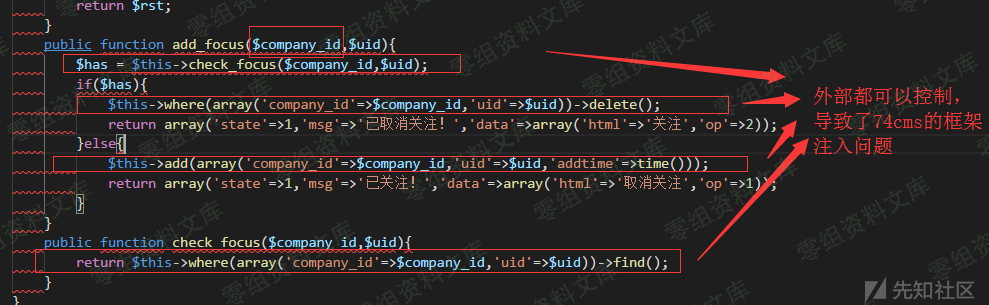 return $rst;
}
public function add_focus($company_id,$uid){
$has = $this->check_focus($company_id,$uid);
if($has){
$this->where(array('company_id'=>$company_id,'uid'=>$uid))->delete();
return array('state'=>1,'msg'=>'已取消关注！','data'=>array('html'=>'关注','op'=>2));
}else{
$this->add(array('company_id'=>$company_id,'uid'=>$uid,'addtime'=>time()));
return array('state'=>1,'msg'=>'已关注！','data'=>array('html'=>'取消关注','op'=>1));
}
}
public function check_focus($company_id,$uid){
return $this->where(array('company_id'=>$company_id,'uid'=>$uid))->find();
}
}
外部都可以控制，
导致了74cms的框架
注入问题
零组资料文库
先知社区